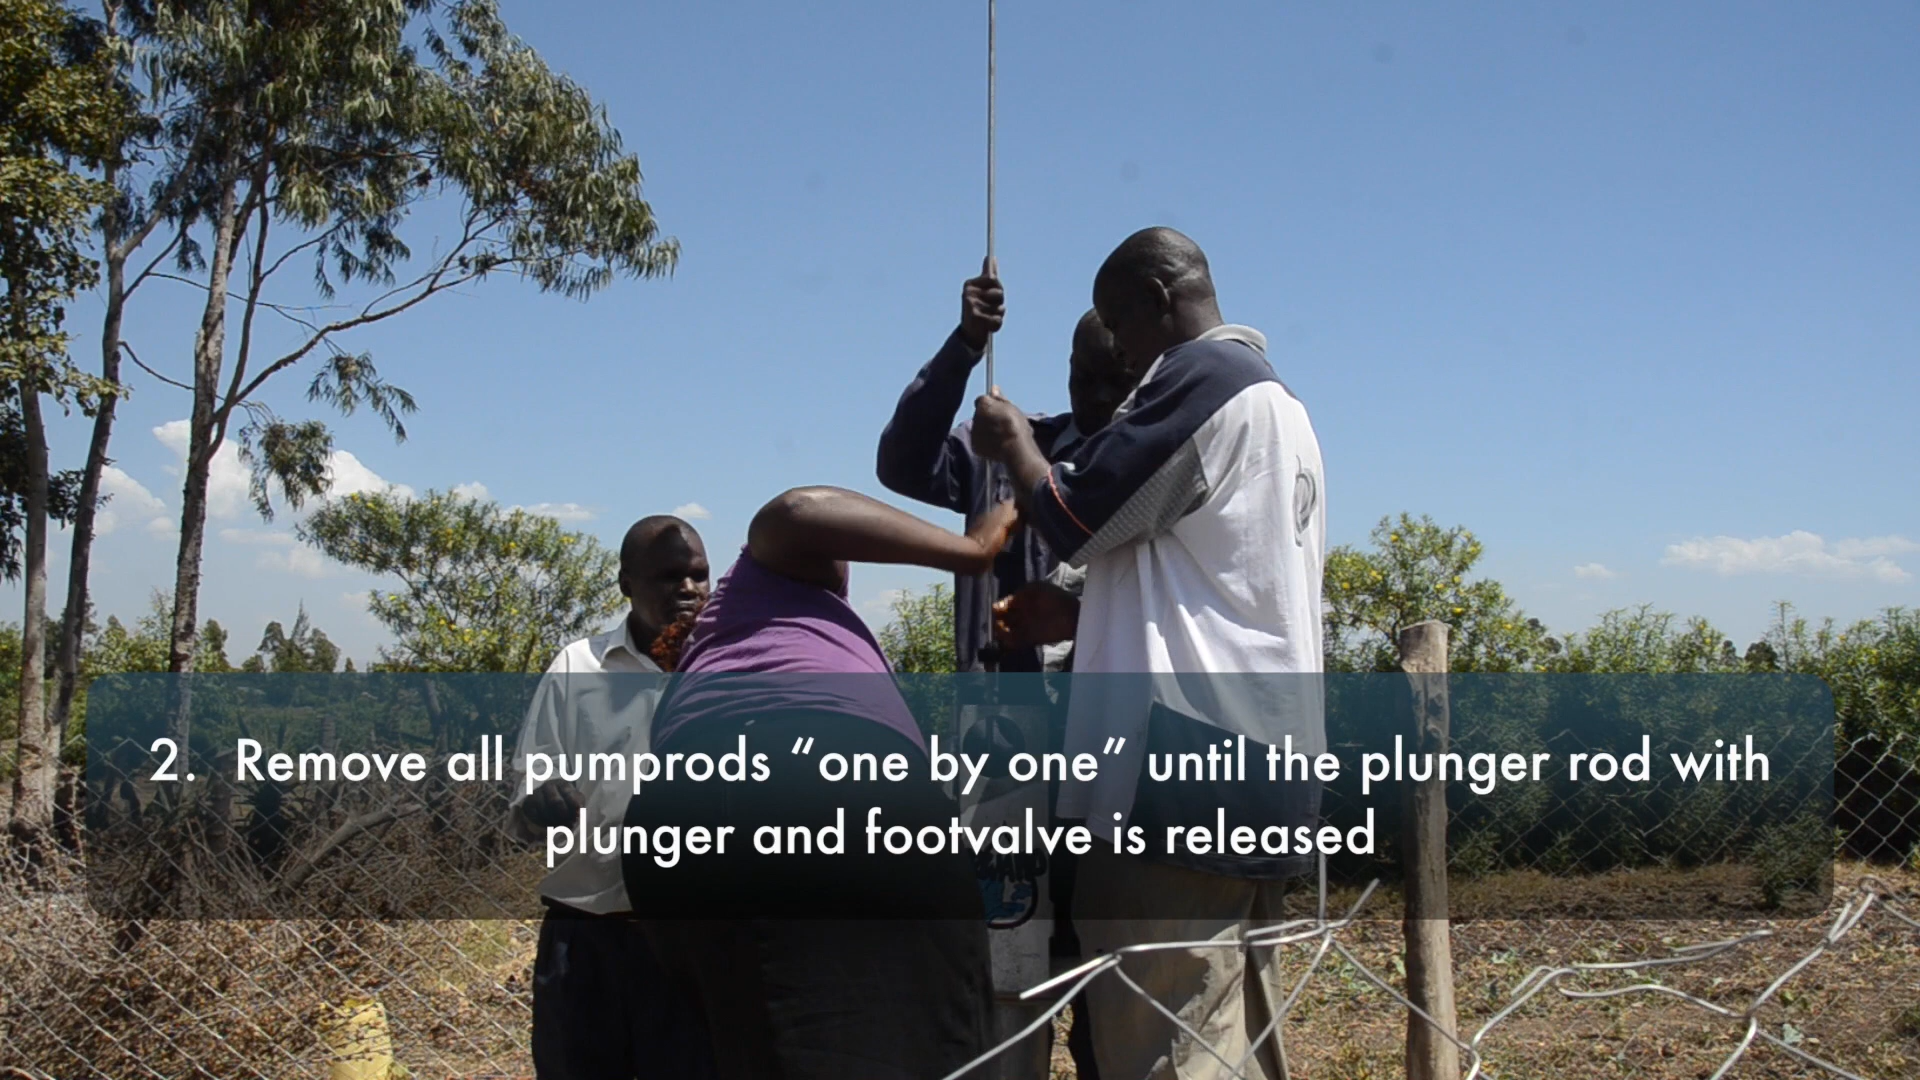 2. Remove all pumprods “one by one” until the plunger rod with
plunger and footvalve is released